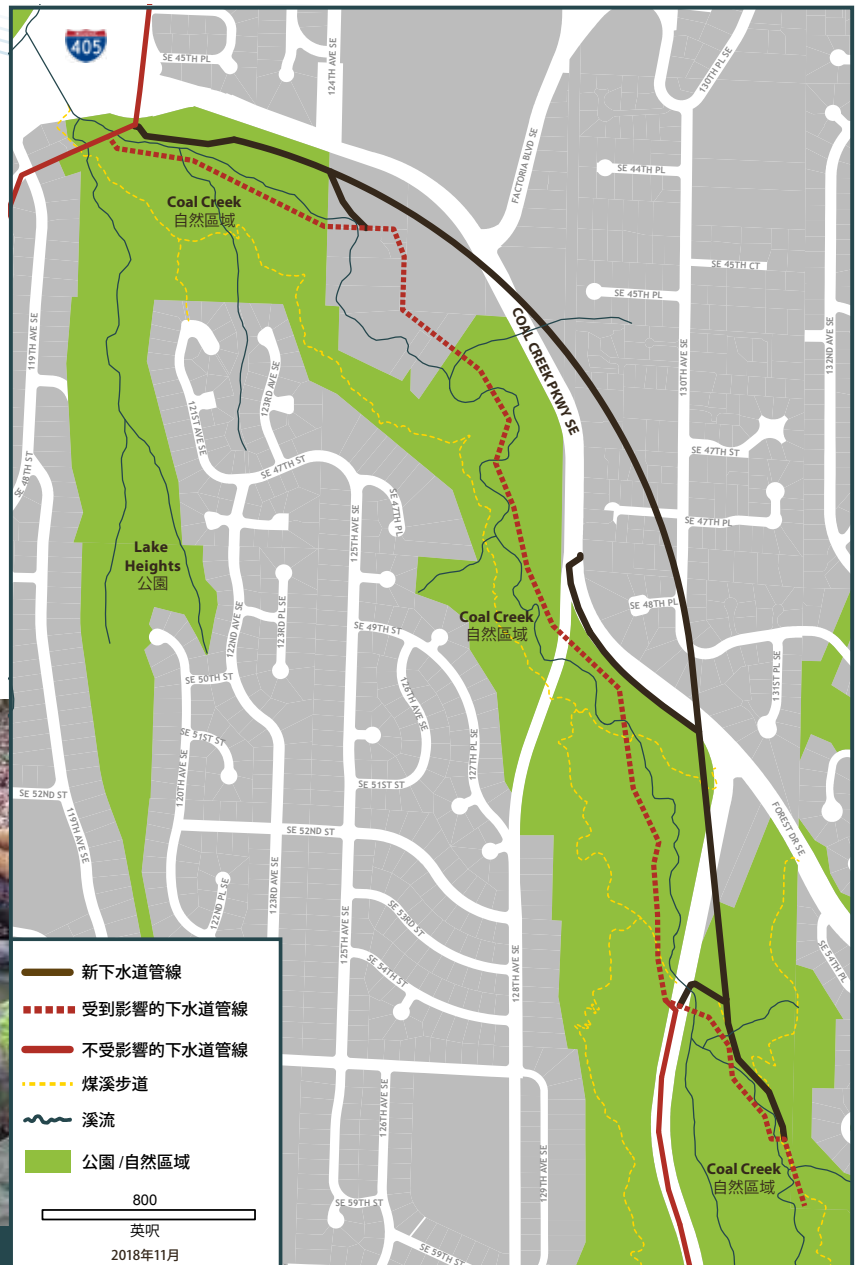 405
SE 45TH PL
124TH AVE SE
130TH PL SE
FACTORIA BLVD SE
SE 44TH PL
Coal Creek
自然區域
SE 45TH CT
SE 45TH PL
COAL CREEK PKWY SE
119TH AVE SE
130TH AVE SE
132ND AVE SE
121ST AVE SE
123RD AVE SE
SE 47TH ST
SE 47TH ST
SE 48TH ST
SE 47TH PL
SE 47TH PL
125TH AVE SE
Lake
Heights
公園
SE 48TH PL
Coal Creek
自然區域
122ND AVE SE
123RD PL SE
SE 49TH ST
131ST PL SE
SE 50TH ST
126TH AVE SE
SE 51ST ST
127TH PL SE
120TH AVE SE
SE 51ST ST
SE 52ND ST
119TH AVE SE
SE 52ND ST
FOREST DR SE
122ND PL SE
123RD AVE SE
SE 53RD ST
125TH AVE SE
SE 54TH ST
128TH AVE SE
SE 54TH PL
新下水道管線
受到影響的下水道管線
不受影響的下水道管線
煤溪步道
溪流
公園 /自然區域
126TH AVE SE
129TH AVE SE
Coal Creek
自然區域
SE 59TH ST
SE 59TH ST
800
英呎
2018年11月